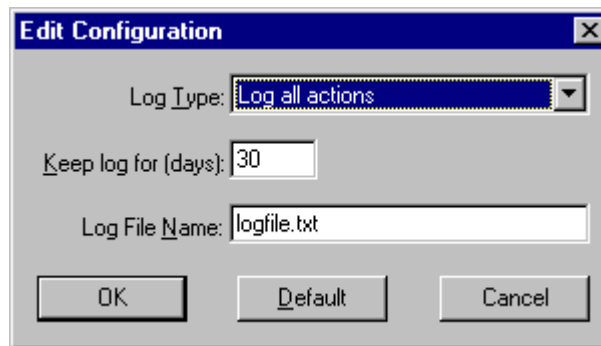 Edit Configuration
Log Type: Log all actions
Keep log for (days): 30
Log File Name: logfile.txt
OK Default Cancel